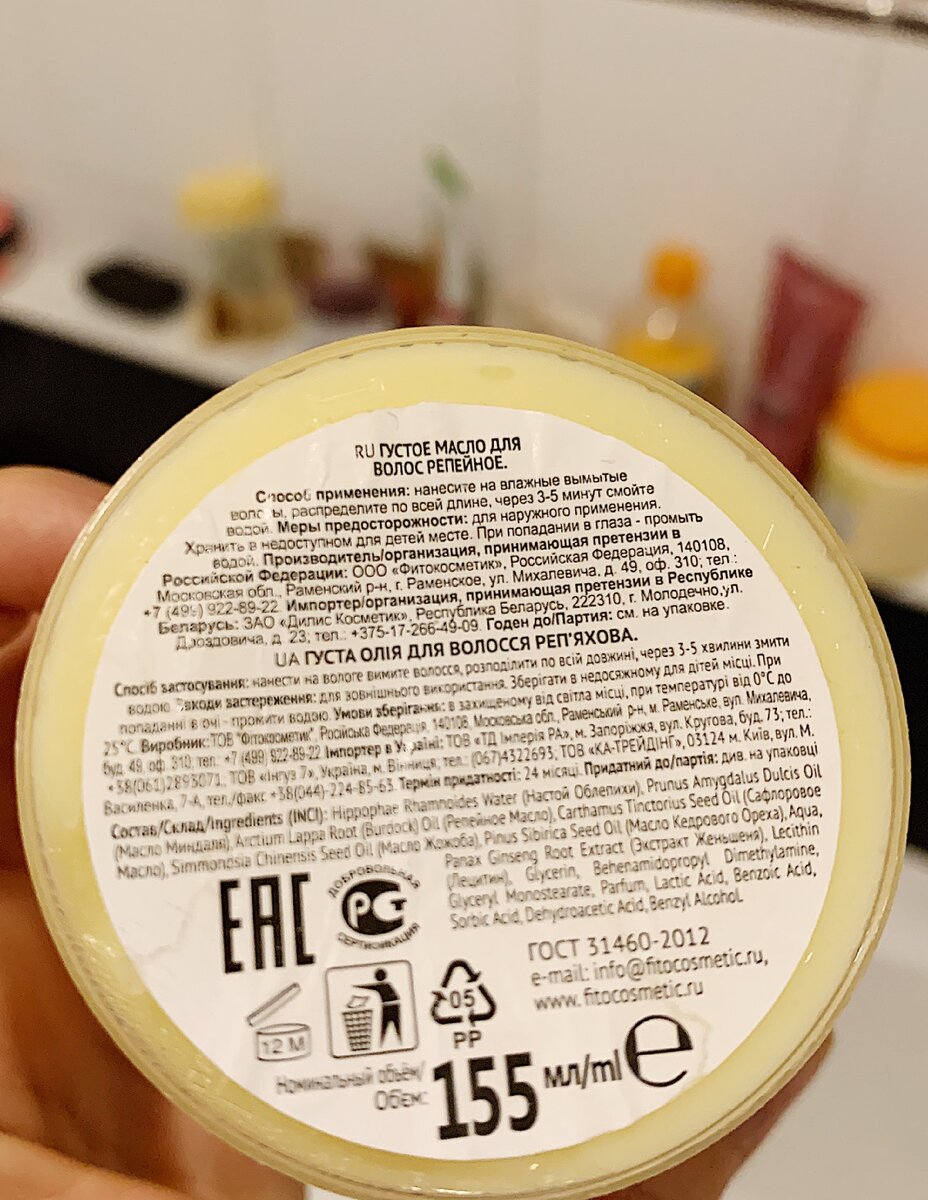 RU ГУСТОЕ МАСЛО ДЛЯ
ВОЛОС РЕПЕЙНОЕ.
Способ применения: нанесите на влажные вымытые
волосы, распределите по всей длине, через 3-5 минут смойте
водой. Меры предосторожности: для наружного применения.
Хранить в недоступном для детей месте. При попадании в глаза - промыть
водой. Производитель/организация, принимающая претензии в
Российской Федерации: ООО «Фитокосметик», Российская Федерация, 140108,
Московская обл., Раменский р-н, г. Раменское, ул. Михалевича, д. 49, оф. 310; тел.:
+7 (499) 922-89-22. Импортер/организация, принимающая претензии в Республике
Беларусь: ЗАО «Дилис Косметик», Республика Беларусь, 222310, г. Молодечно,ул.
Дроздовича, д. 23; тел.: +375-17-266-49-09. Годен до/Партия: см. на упаковке.
UA ГУСТА ОЛІЯ ДЛЯ ВОЛОССЯ РЕП'ЯХОВА.
Спосіб застосування: нанести на вологе вимите волосся, розподілити по всій довжині, через 3-5 хвилини змити
водою. Заходи застереження: для зовнішнього використання. Зберігати в недосяжному для дітей місці. При
попаданні в очі - промити водою. Умови зберігання: в захищеному від світла місці, при температурі від 0°С до
25°С. Виробник: ТОВ "Фітокосметик", Російська Федерація, 140108, Московська обл., Раменський р-н, м. Раменське, вул. Михалевича,
буд. 49, оф. 310, тел.: +7 (499) 922-89-22 Імпортер в Україні: ТОВ «ТД Імперія РА», м. Запоріжжя, вул. Кругова, буд. 73; тел.:
+38(061)2893071, ТОВ «Інгуз 7», Україна, м. Вінниця, тел.: (067)4322693, ТОВ «КА-ТРЕЙДІНГ», 03124 м. Київ, вул. М.
Василенка, 7-А, тел./факс +38(044)-224-85-63. Термін придатності: 24 місяці. Придатний до/партія: див. на упаковці
Состав/Склад/Ingredients (INCI): Hippophae Rhamnoides Water (Настой Облепихи), Prunus Amygdalus Dulcis Oil
(Масло Миндаля), Arctium Lappa Root (Burdock) Oil (Репейное Масло), Carthamus Tinctorius Seed Oil (Сафлоровое
Масло), Simmondsia Chinensis Seed Oil (Масло Жожоба), Pinus Sibirica Seed Oil (Масло Кедрового Ореха), Aqua,
Panax Ginseng Root Extract (Экстракт Женьшеня), Lecithin
(Лецитин), Glycerin, Behenamidopropyl Dimethylamine,
Glyceryl Monostearate, Parfum, Lactic Acid, Benzoic Acid,
Sorbic Acid, Dehydroacetic Acid, Benzyl Alcohol.
EAC
ДОБРОВОЛЬНАЯ
РСТ
СЕРТИФИКАЦИЯ
ГОСТ 31460-2012
e-mail: info@fitocosmetic.ru,
www. fitocosmetic.ru
12 M
05
PP
Номинальный объём/
Объем:
155 мл/ml e